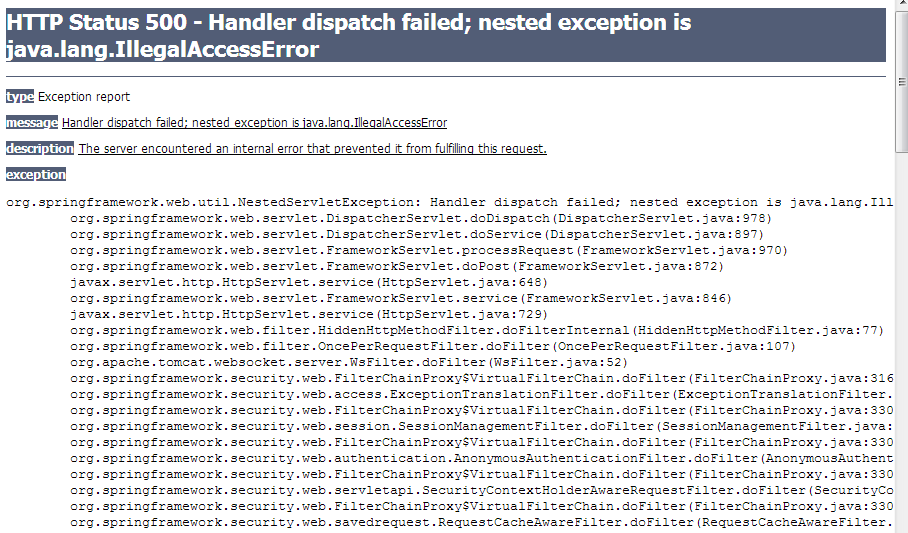 HTTP Status 500 - Handler dispatch failed; nested exception is
java.lang.IllegalAccessError
type Exception report
message Handler dispatch failed; nested exception is java.lang.IllegalAccessError
description The server encountered an internal error that prevented it from fulfilling this request.
exception
org.springframework.web.util.NestedServletException: Handler dispatch failed; nested exception is java.lang.Ill
org.springframework.web.servlet.DispatcherServlet.doDispatch(DispatcherServlet.java:978)
org.springframework.web.servlet.DispatcherServlet.doService(DispatcherServlet.java:897)
org.springframework.web.servlet.FrameworkServlet.processRequest(FrameworkServlet.java:970)
org.springframework.web.servlet.FrameworkServlet.doPost(FrameworkServlet.java:872)
javax.servlet.http.HttpServlet.service(HttpServlet.java:648)
org.springframework.web.servlet.FrameworkServlet.service(FrameworkServlet.java:846)
javax.servlet.http.HttpServlet.service(HttpServlet.java:729)
org.springframework.web.filter.HiddenHttpMethodFilter.doFilterInternal(HiddenHttpMethodFilter.java:77)
org.springframework.web.filter.OncePerRequestFilter.doFilter(OncePerRequestFilter.java:107)
org.apache.tomcat.websocket.server.WsFilter.doFilter(WsFilter.java:52)
org.springframework.security.web.FilterChainProxy$VirtualFilterChain.doFilter(FilterChainProxy.java:316
org.springframework.security.web.access.ExceptionTranslationFilter.doFilter(ExceptionTranslationFilter.
org.springframework.security.web.FilterChainProxy$VirtualFilterChain.doFilter(FilterChainProxy.java:330
org.springframework.security.web.session.SessionManagementFilter.doFilter(SessionManagementFilter.java:
org.springframework.security.web.FilterChainProxy$VirtualFilterChain.doFilter(FilterChainProxy.java:330
org.springframework.security.web.authentication.AnonymousAuthenticationFilter.doFilter(AnonymousAuthent
org.springframework.security.web.FilterChainProxy$VirtualFilterChain.doFilter(FilterChainProxy.java:330
org.springframework.security.web.servletapi.SecurityContextHolderAwareRequestFilter.doFilter(SecurityCo
org.springframework.security.web.FilterChainProxy$VirtualFilterChain.doFilter(FilterChainProxy.java:330
org.springframework.security.web.savedrequest.RequestCacheAwareFilter.doFilter(RequestCacheAwareFilter.